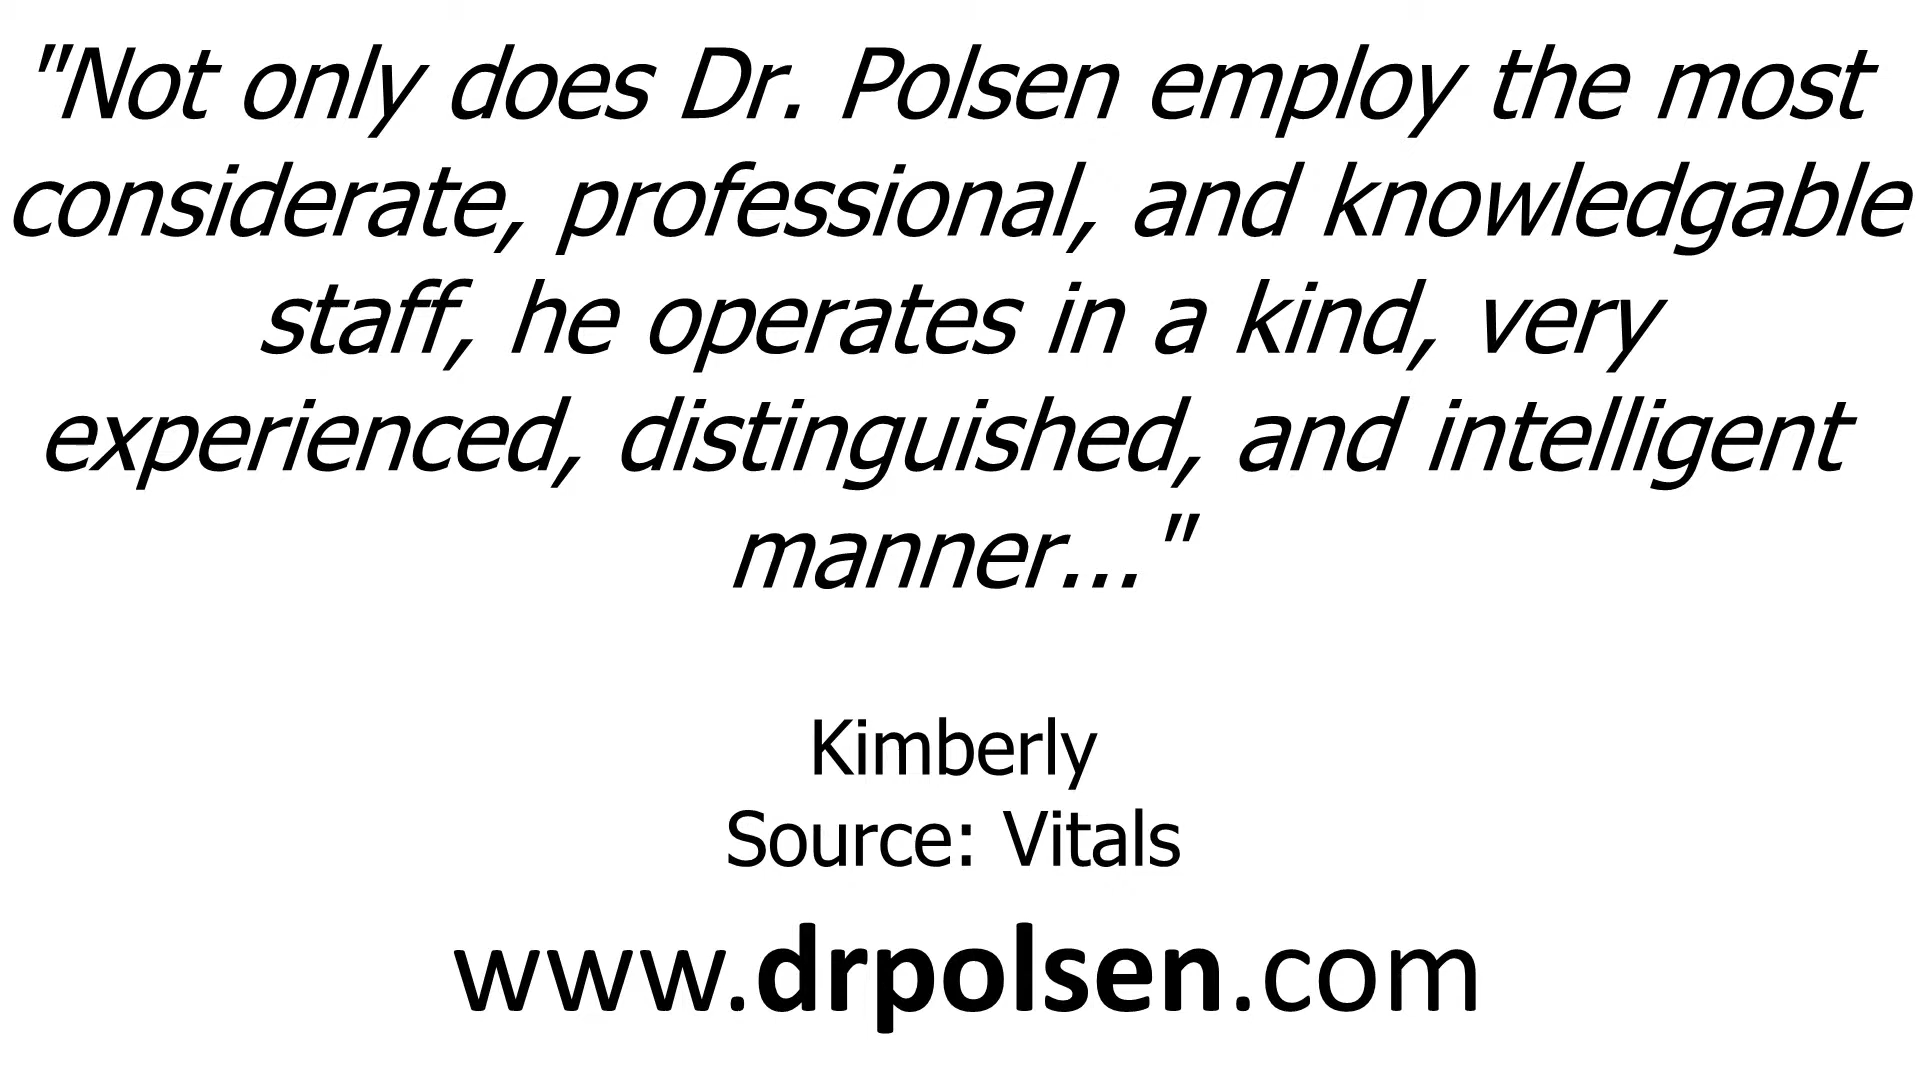 "Not only does Dr. Polsen employ the most
considerate, professional, and knowledgable
staff, he operates in a kind, very
experienced, distinguished, and intelligent
manner..."
Kimberly
Source: Vitals
www.drpolsen.com